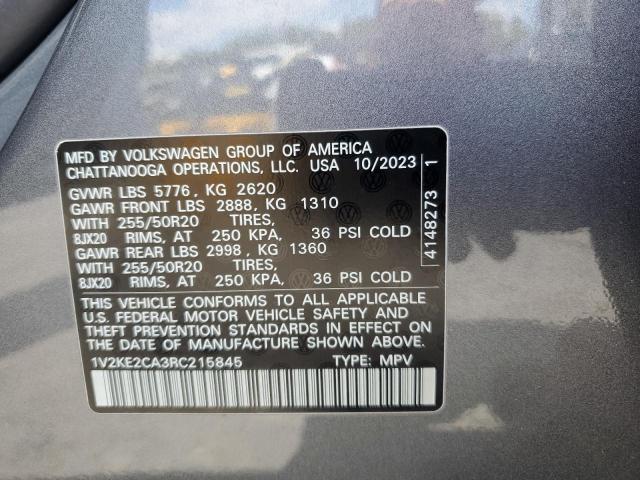 MFD BY VOLKSWAGEN GROUP OF AMERICA
CHATTANOOGA OPERATIONS, LLC. USA 10/2023
GVWR LBS 5776, KG 2620
GAWR FRONT LBS 2888, KG 1310
WITH 255/50R20 TIRES,
8JX20 RIMS, AT 250 KPA, 36 PSI COLD
GAWR REAR LBS 2998, KG 1360
WITH 255/50R20 TIRES,
8JX20 RIMS, AT 250 KPA, 36 PSI COLD
THIS VEHICLE CONFORMS TO ALL APPLICABLE
U.S. FEDERAL MOTOR VEHICLE SAFETY AND
THEFT PREVENTION STANDARDS IN EFFECT ON
THE DATE OF MANUFACTURE SHOWN ABOVE.
1V2KE2CA3RC215845 TYPE: MPV
4148273 1